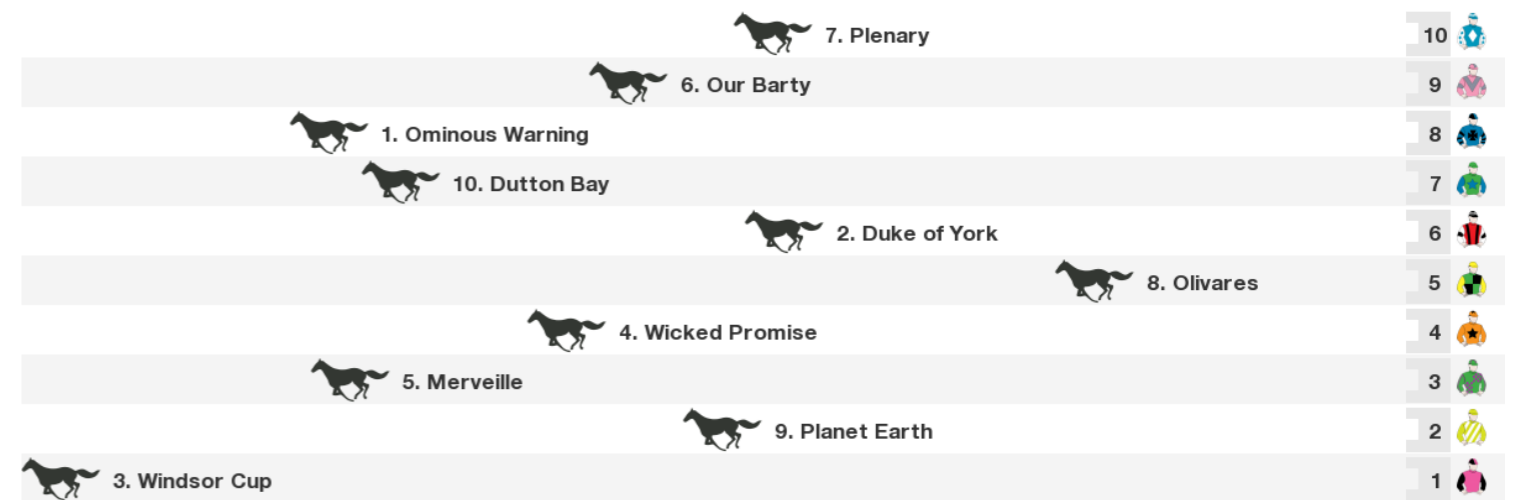 7. Plenary 10
6. Our Barty 9
1. Ominous Warning 8
10. Dutton Bay 7
2. Duke of York 6
8. Olivares 5
4. Wicked Promise 4
5. Merveille 3
9. Planet Earth 2
3. Windsor Cup 1